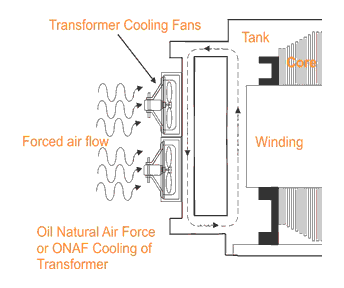 Transformer Cooling Fans
Tank
Core
Forced air flow
Winding
Oil Natural Air Force
or ONAF Cooling of
Transformer